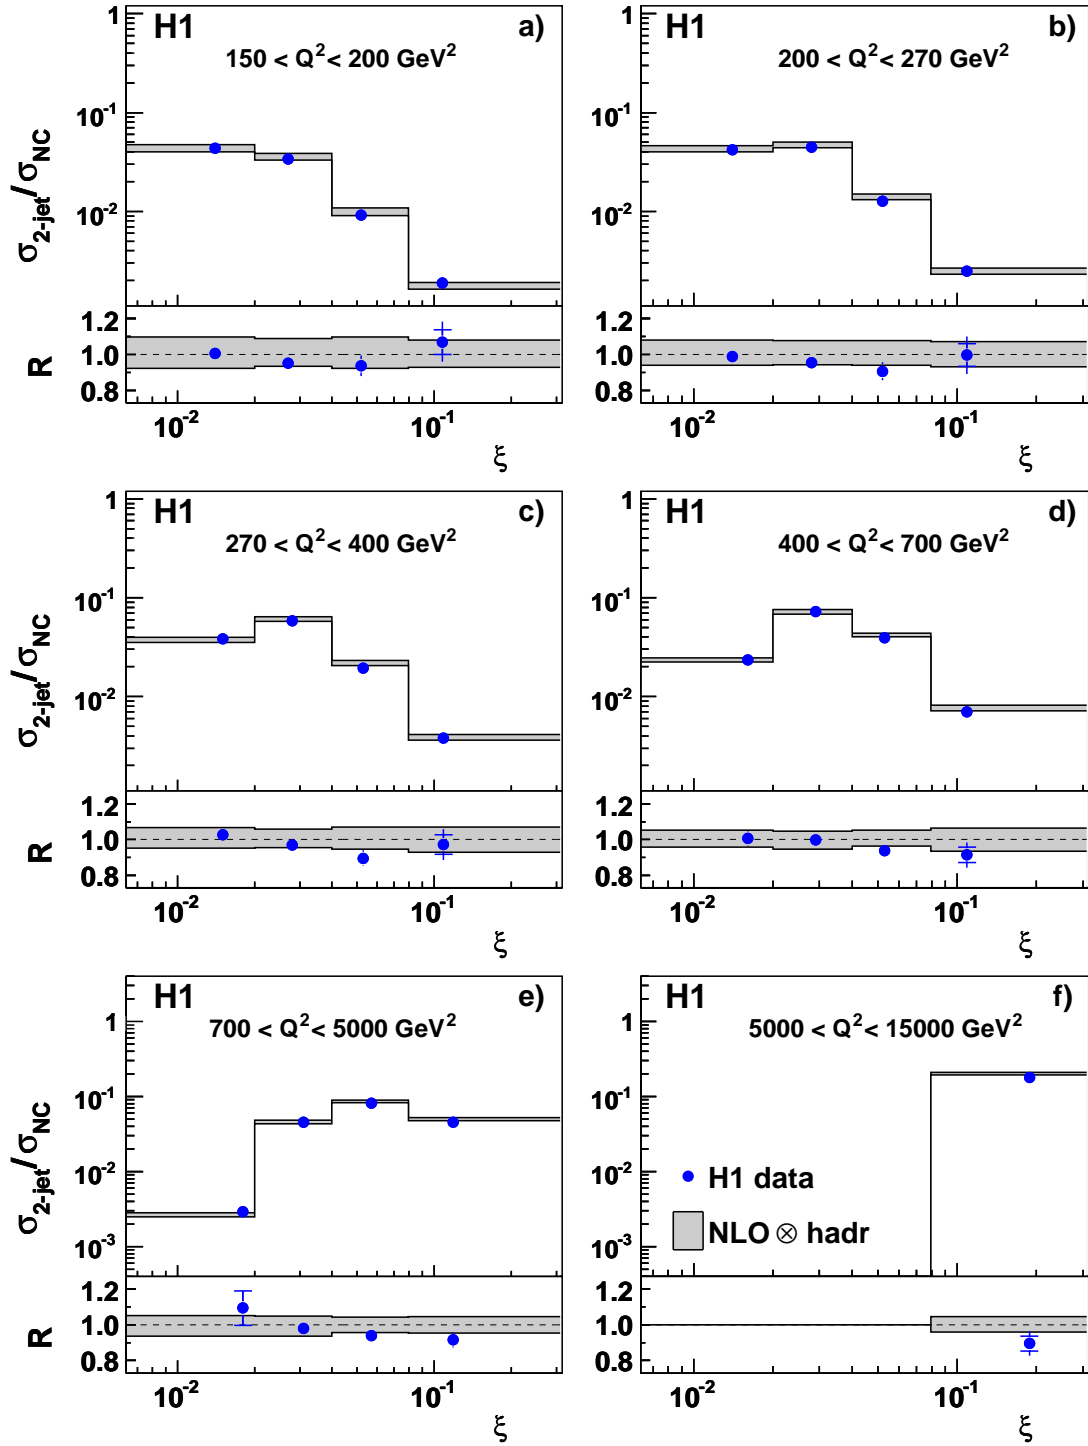 H1 a)
150 < Q² < 200 GeV²
1
10⁻¹
10⁻²
σ₂₋jet/σNC
1.2
1.0
0.8
R
10⁻² 10⁻¹
ξ
H1 b)
200 < Q² < 270 GeV²
1
10⁻¹
10⁻²
1.2
1.0
0.8
10⁻² 10⁻¹
ξ
H1 c)
270 < Q² < 400 GeV²
1
10⁻¹
10⁻²
σ₂₋jet/σNC
1.2
1.0
0.8
R
10⁻² 10⁻¹
ξ
H1 d)
400 < Q² < 700 GeV²
1
10⁻¹
10⁻²
1.2
1.0
0.8
10⁻² 10⁻¹
ξ
H1 e)
700 < Q² < 5000 GeV²
1
10⁻¹
10⁻²
10⁻³
σ₂₋jet/σNC
1.2
1.0
0.8
R
10⁻² 10⁻¹
ξ
H1 f)
5000 < Q² < 15000 GeV²
1
10⁻¹
10⁻²
10⁻³
H1 data
NLO ⊗ hadr
1.2
1.0
0.8
10⁻² 10⁻¹
ξ